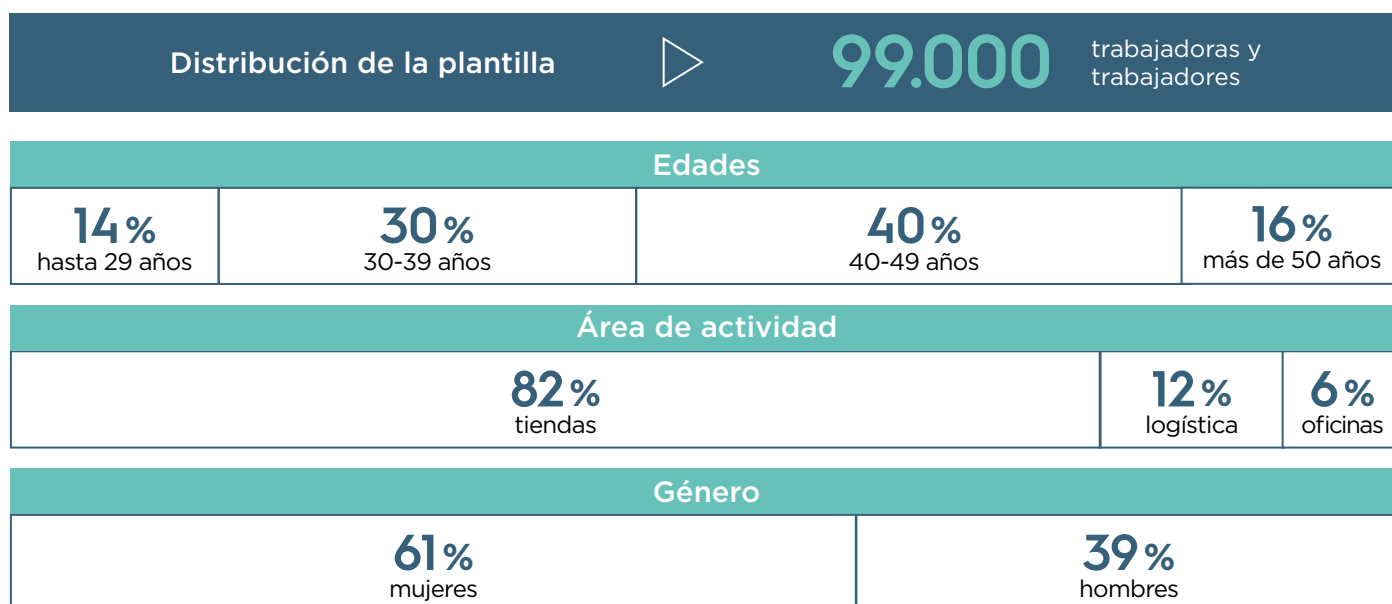 Distribución de la plantilla
99.000
trabajadoras y
trabajadores
Edades
14%
hasta 29 años
30%
30-39 años
40%
40-49 años
16%
más de 50 años
Área de actividad
82%
tiendas
12%
logística
6%
oficinas
Género
61%
mujeres
39%
hombres